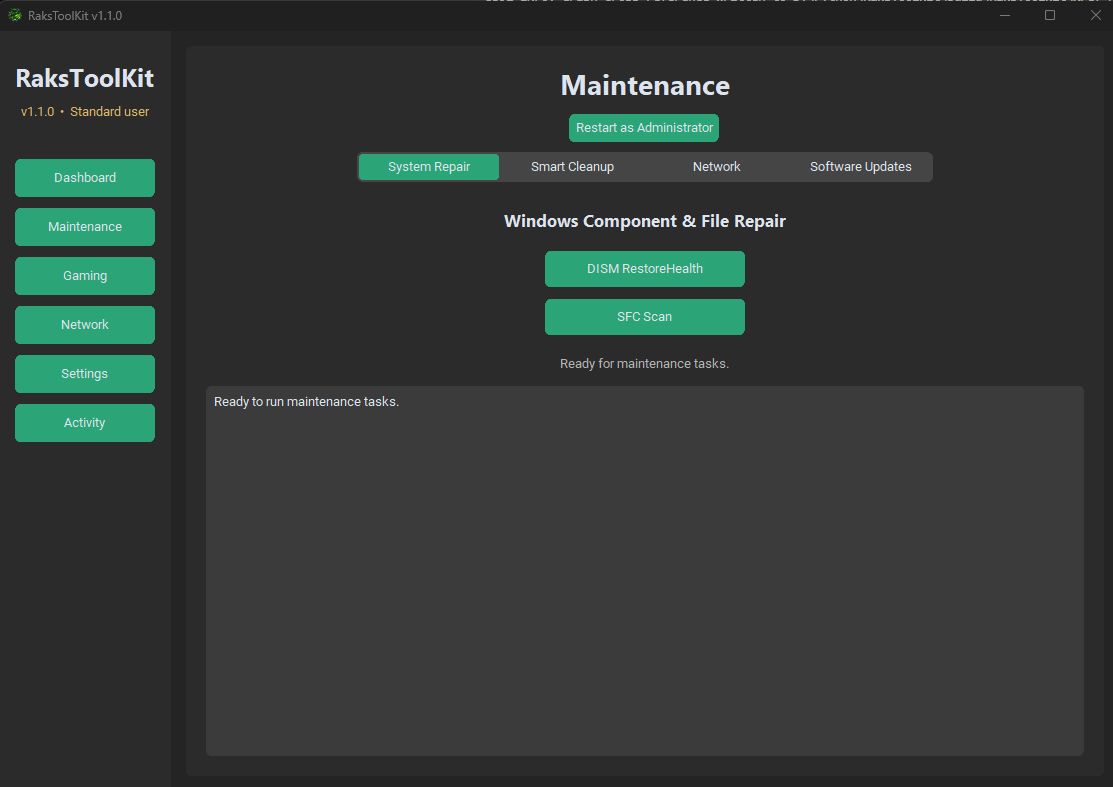 RaksToolKit v1.1.0
RaksToolKit
v1.1.0 • Standard user
Dashboard
Maintenance
Gaming
Network
Settings
Activity
Maintenance
Restart as Administrator
System Repair Smart Cleanup Network Software Updates
Windows Component & File Repair
DISM RestoreHealth
SFC Scan
Ready for maintenance tasks.
Ready to run maintenance tasks.